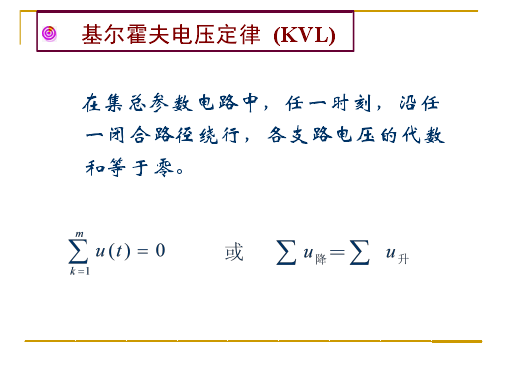 基尔霍夫电压定律 (KVL)
在集总参数电路中，任一时刻，沿任
一闭合路径绕行，各支路电压的代数
和等于零。
\sum_{k=1}^{m} u(t) = 0 或 ∑ u降＝∑ u升